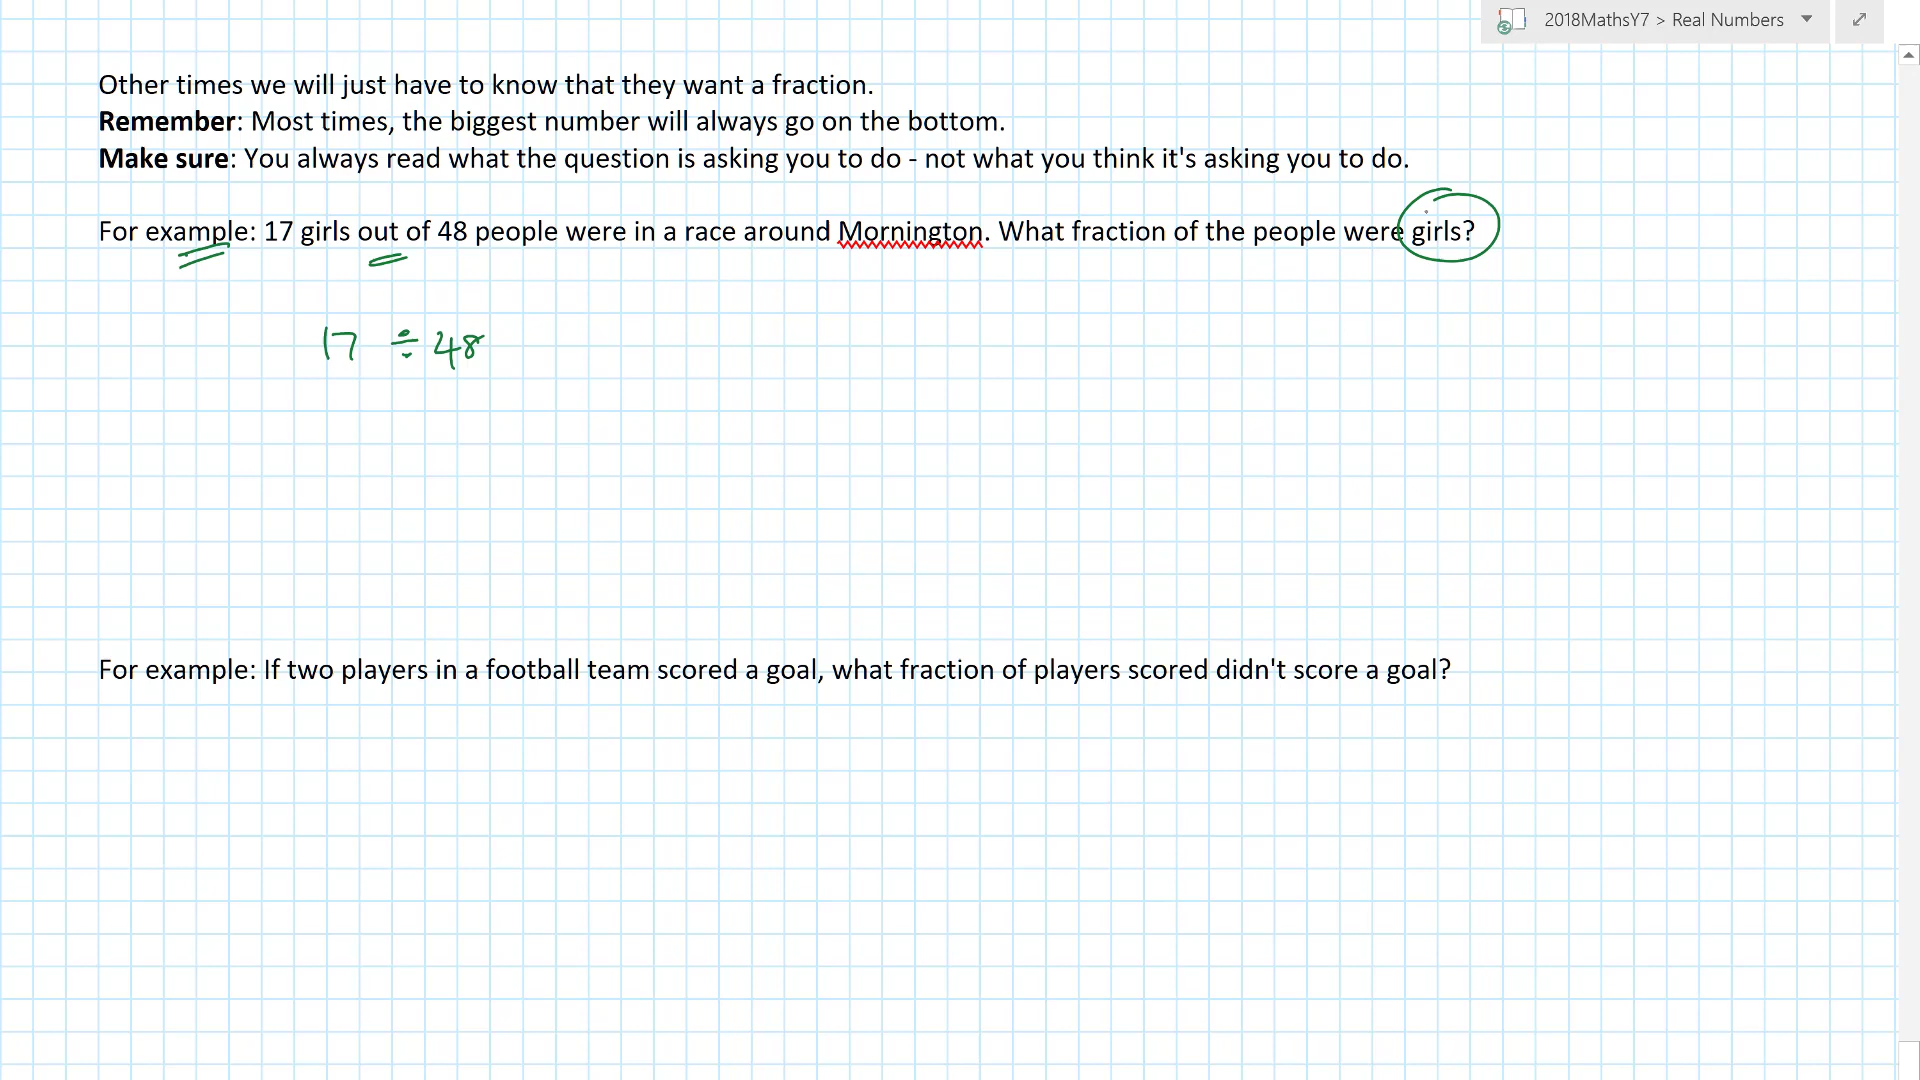 2018MathsY7 > Real Numbers
Other times we will just have to know that they want a fraction.
Remember: Most times, the biggest number will always go on the bottom.
Make sure: You always read what the question is asking you to do - not what you think it's asking you to do.
For example: 17 girls out of 48 people were in a race around Mornington. What fraction of the people were girls?
17 ÷ 48
For example: If two players in a football team scored a goal, what fraction of players scored didn't score a goal?